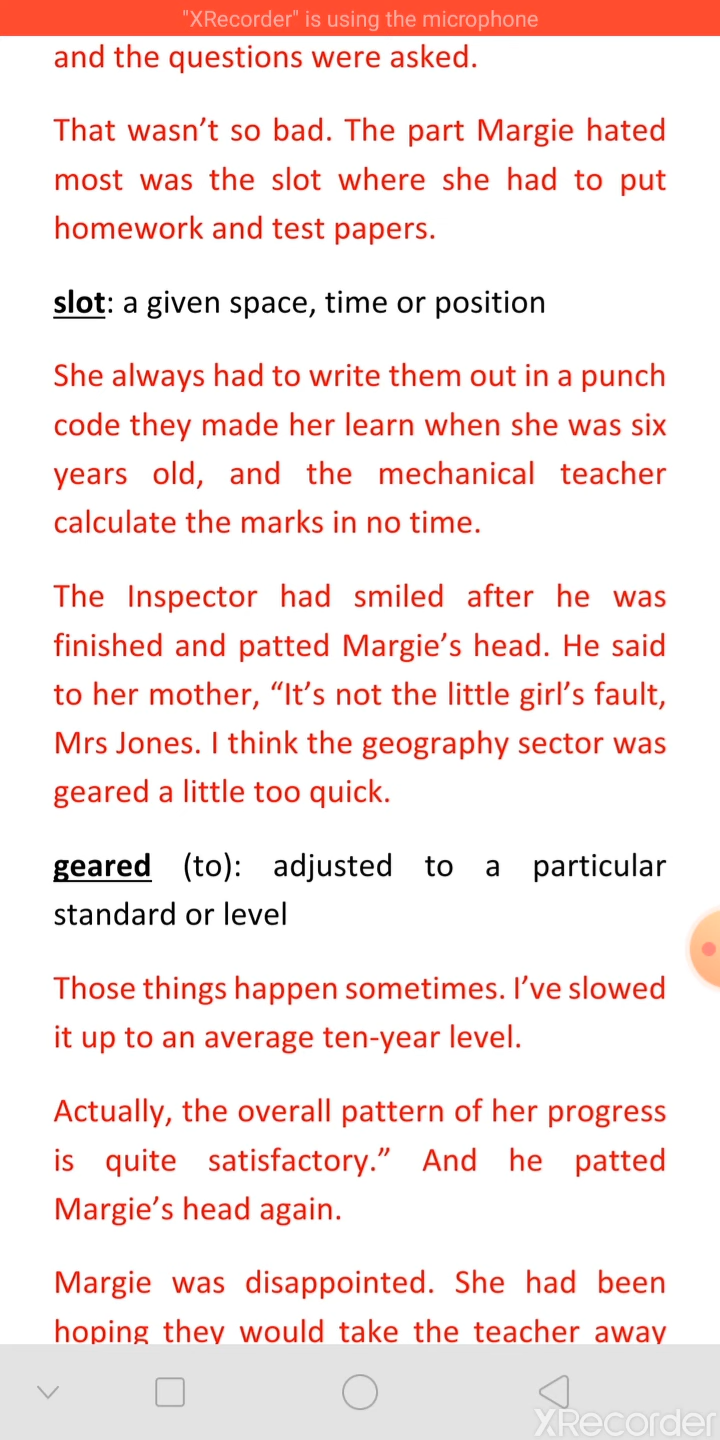 "XRecorder" is using the microphone
and the questions were asked.
That wasn’t so bad. The part Margie hated
most was the slot where she had to put
homework and test papers.
slot: a given space, time or position
She always had to write them out in a punch
code they made her learn when she was six
years old, and the mechanical teacher
calculate the marks in no time.
The Inspector had smiled after he was
finished and patted Margie’s head. He said
to her mother, “It’s not the little girl’s fault,
Mrs Jones. I think the geography sector was
geared a little too quick.
geared (to): adjusted to a particular
standard or level
Those things happen sometimes. I’ve slowed
it up to an average ten-year level.
Actually, the overall pattern of her progress
is quite satisfactory.” And he patted
Margie’s head again.
Margie was disappointed. She had been
hoping they would take the teacher away
XRecorder